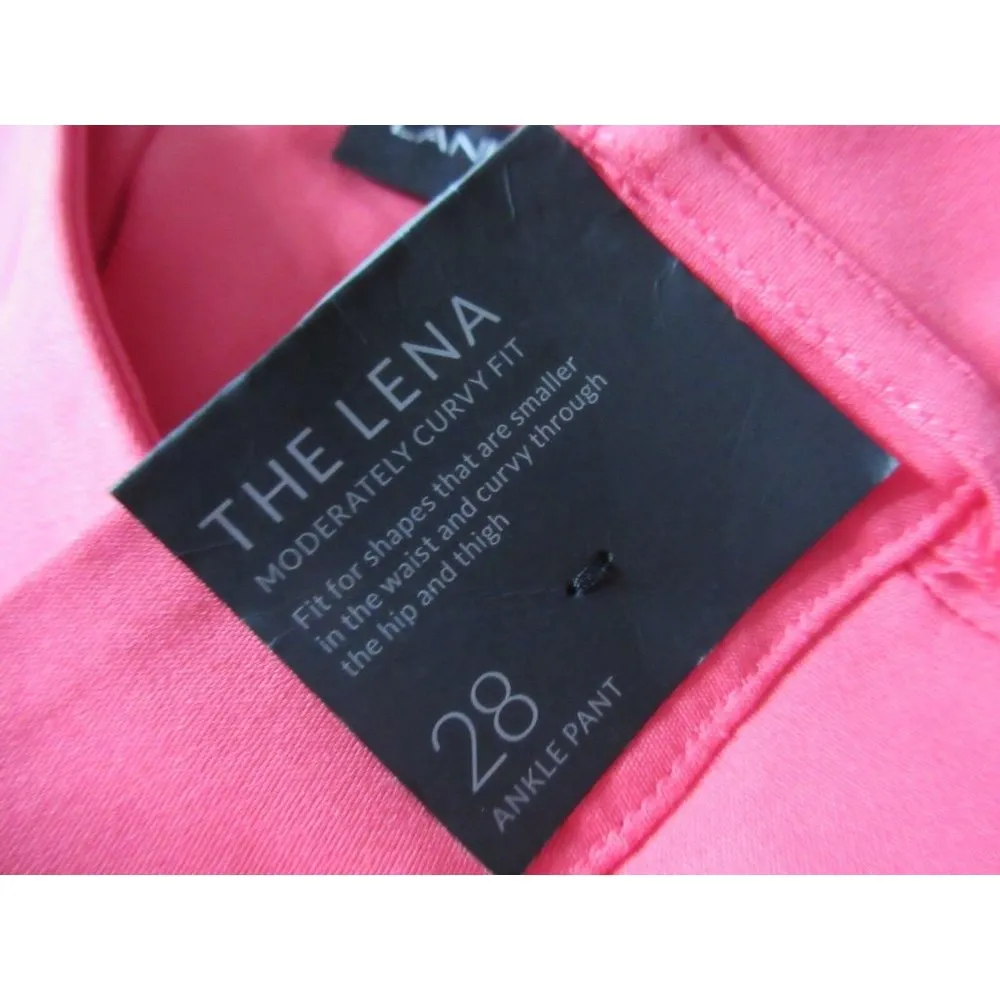 THE LENA
MODERATELY CURVY FIT
Fit for shapes that are smaller
in the waist and curvy through
the hip and thigh
28
ANKLE PANT